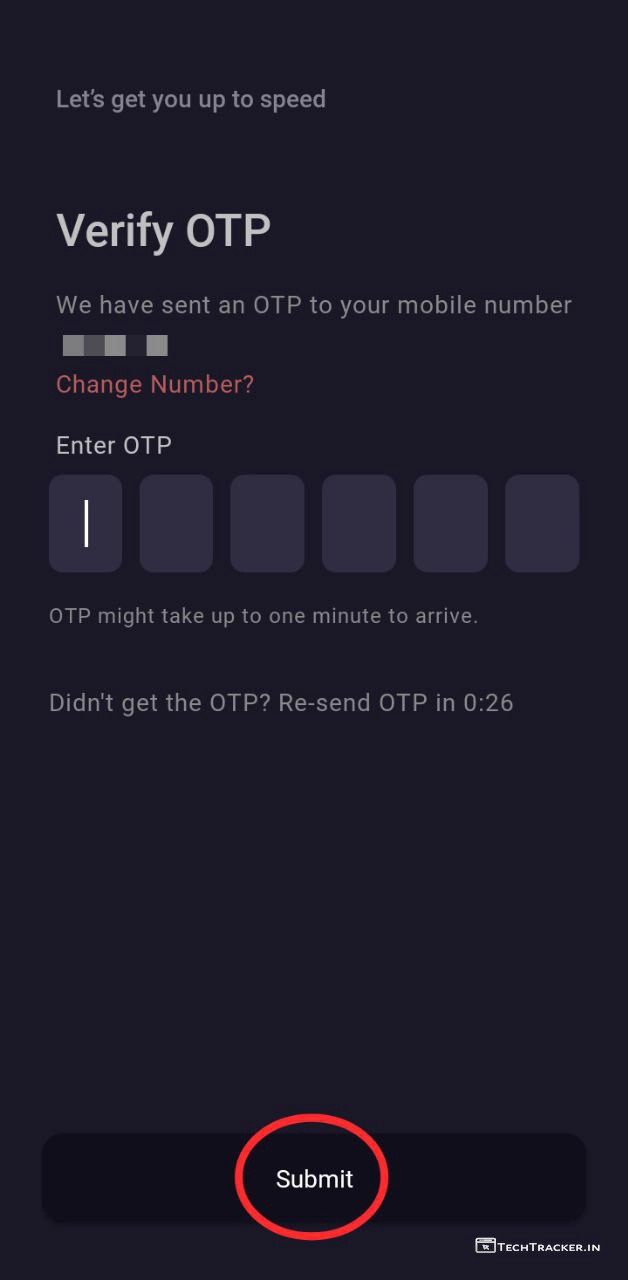 Let's get you up to speed
Verify OTP
We have sent an OTP to your mobile number
Change Number?
Enter OTP
OTP might take up to one minute to arrive.
Didn't get the OTP? Re-send OTP in 0:26
Submit
TECHTRACKER.IN